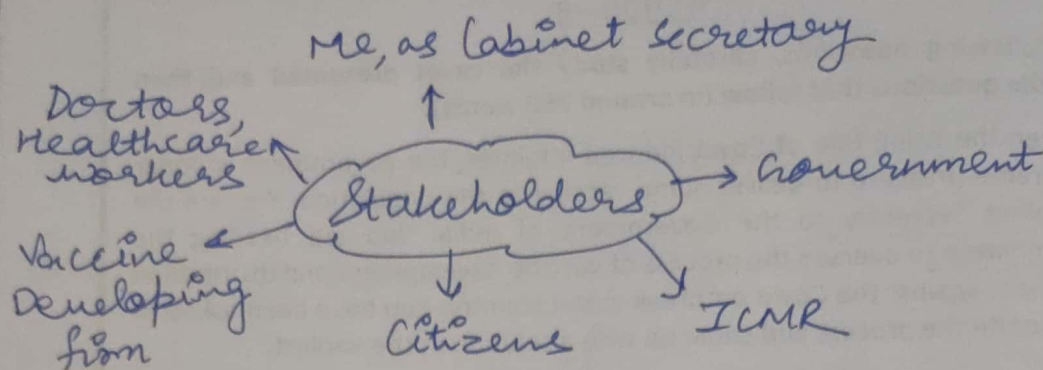 Me, as Cabinet Secretary
Doctors,
Healthcare
workers
Government
Stakeholders
Vaccine
Developing
firm
Citizens
ICMR